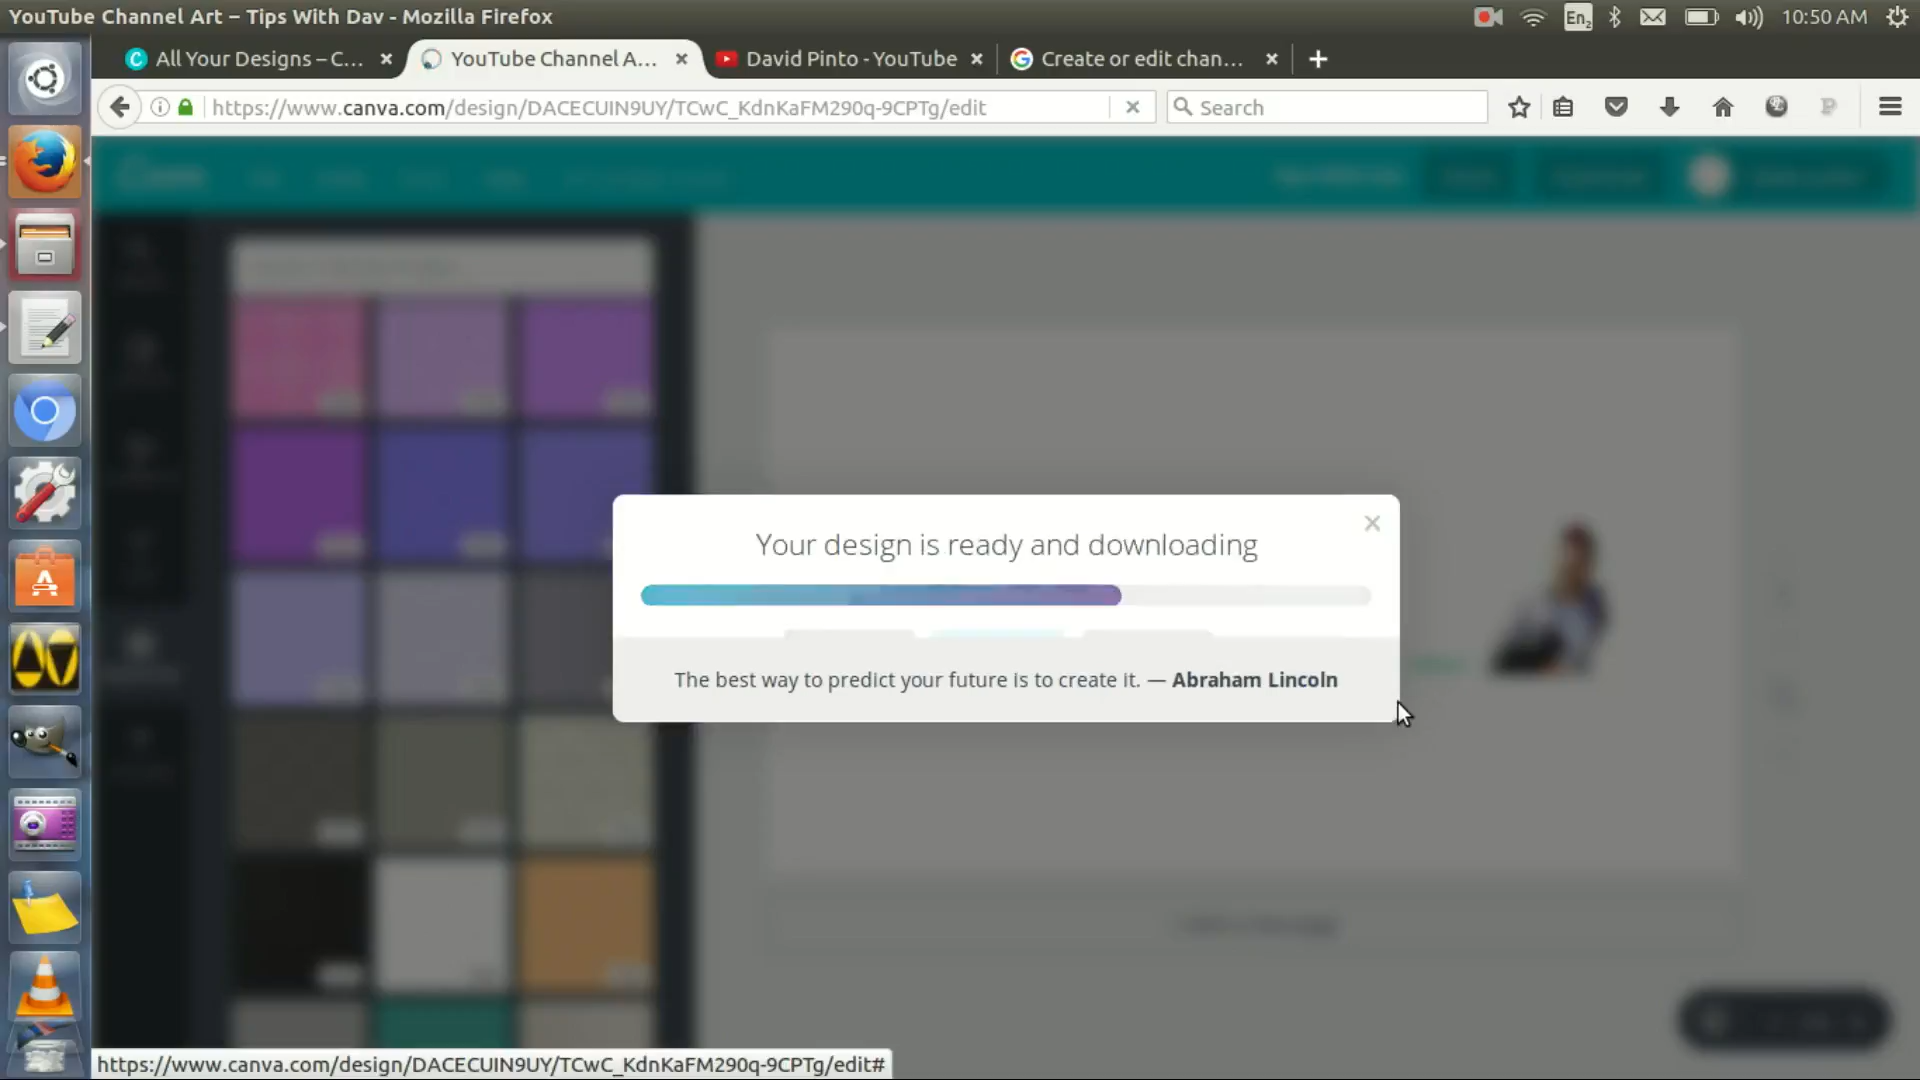 YouTube Channel Art – Tips With Dav - Mozilla Firefox
En2
10:50 AM
All Your Designs – C...
YouTube Channel A...
David Pinto - YouTube
Create or edit chan...
https://www.canva.com/design/DACECUIN9UY/TCwC_KdnKaFM290q-9CPTg/edit
Search
Your design is ready and downloading
The best way to predict your future is to create it. — Abraham Lincoln
https://www.canva.com/design/DACECUIN9UY/TCwC_KdnKaFM290q-9CPTg/edit#